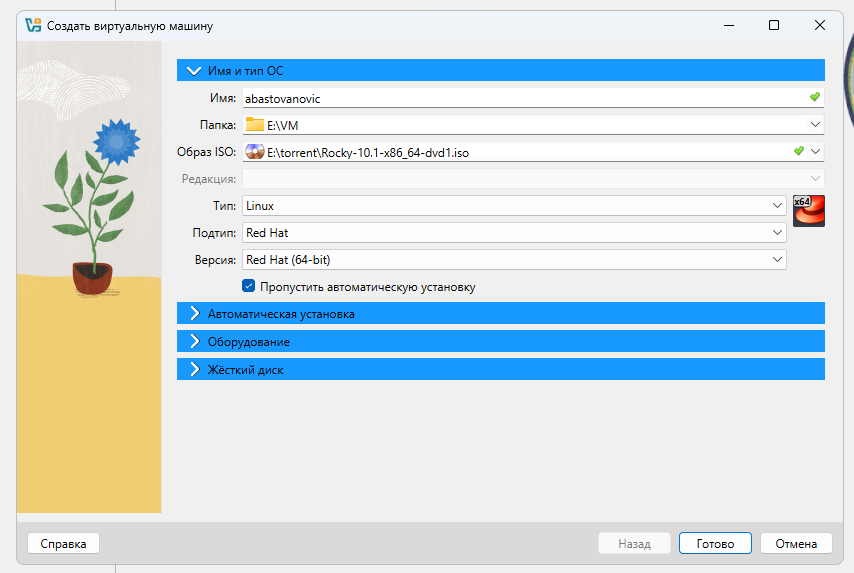 Создать виртуальную машину
Имя и тип ОС
Имя: abastovanovic
Папка: E:\VM
Образ ISO: E:\torrent\Rocky-10.1-x86_64-dvd1.iso
Редакция:
Тип: Linux
x64
Подтип: Red Hat
Версия: Red Hat (64-bit)
Пропустить автоматическую установку
Автоматическая установка
Оборудование
Жёсткий диск
Справка Назад Готово Отмена